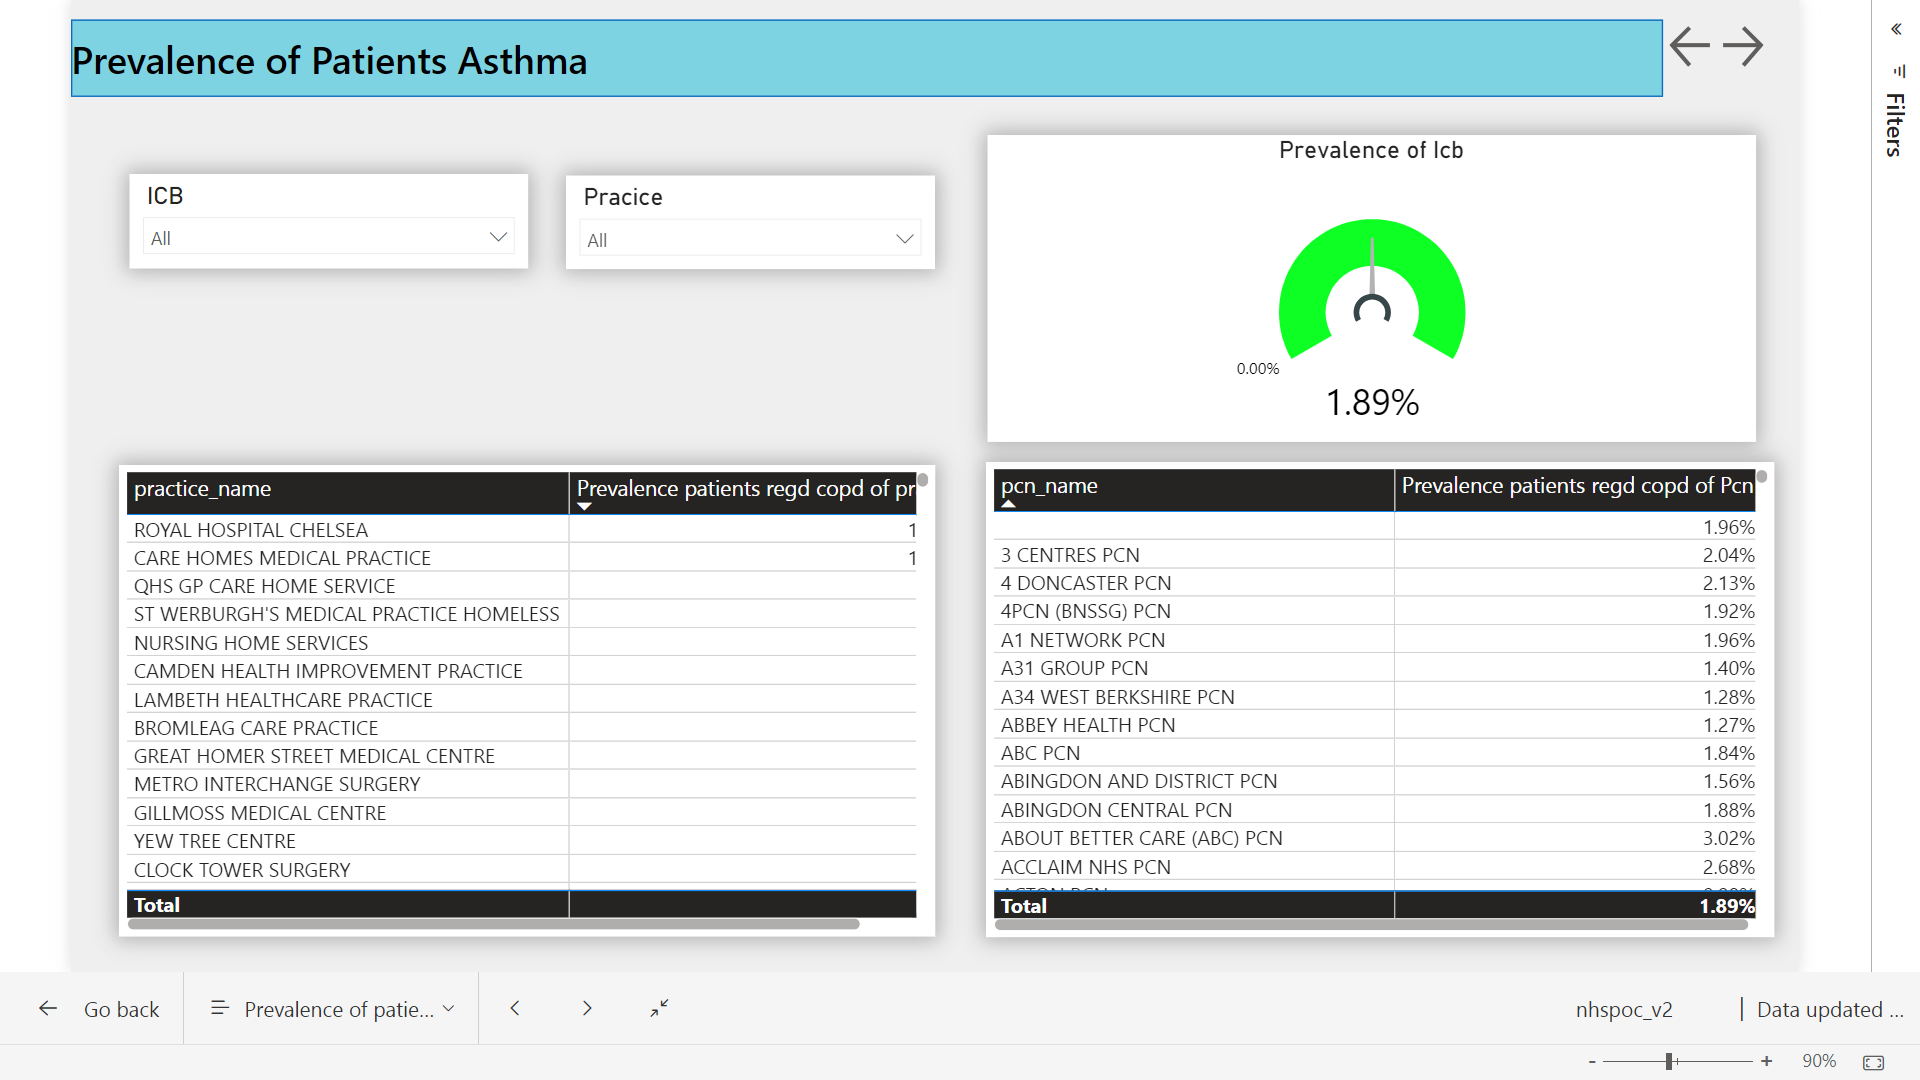 Prevalence of Patients Asthma
Filters
ICB
All
Pracice
All
Prevalence of Icb
0.00%
1.89%
practice_name
Prevalence patients regd copd of pr
ROYAL HOSPITAL CHELSEA 1
CARE HOMES MEDICAL PRACTICE 1
QHS GP CARE HOME SERVICE
ST WERBURGH'S MEDICAL PRACTICE HOMELESS
NURSING HOME SERVICES
CAMDEN HEALTH IMPROVEMENT PRACTICE
LAMBETH HEALTHCARE PRACTICE
BROMLEAG CARE PRACTICE
GREAT HOMER STREET MEDICAL CENTRE
METRO INTERCHANGE SURGERY
GILLMOSS MEDICAL CENTRE
YEW TREE CENTRE
CLOCK TOWER SURGERY
Total
pcn_name
Prevalence patients regd copd of Pcn
1.96%
3 CENTRES PCN 2.04%
4 DONCASTER PCN 2.13%
4PCN (BNSSG) PCN 1.92%
A1 NETWORK PCN 1.96%
A31 GROUP PCN 1.40%
A34 WEST BERKSHIRE PCN 1.28%
ABBEY HEALTH PCN 1.27%
ABC PCN 1.84%
ABINGDON AND DISTRICT PCN 1.56%
ABINGDON CENTRAL PCN 1.88%
ABOUT BETTER CARE (ABC) PCN 3.02%
ACCLAIM NHS PCN 2.68%
Total 1.89%
Go back
Prevalence of patie...
nhspoc_v2
Data updated ...
- + 90%